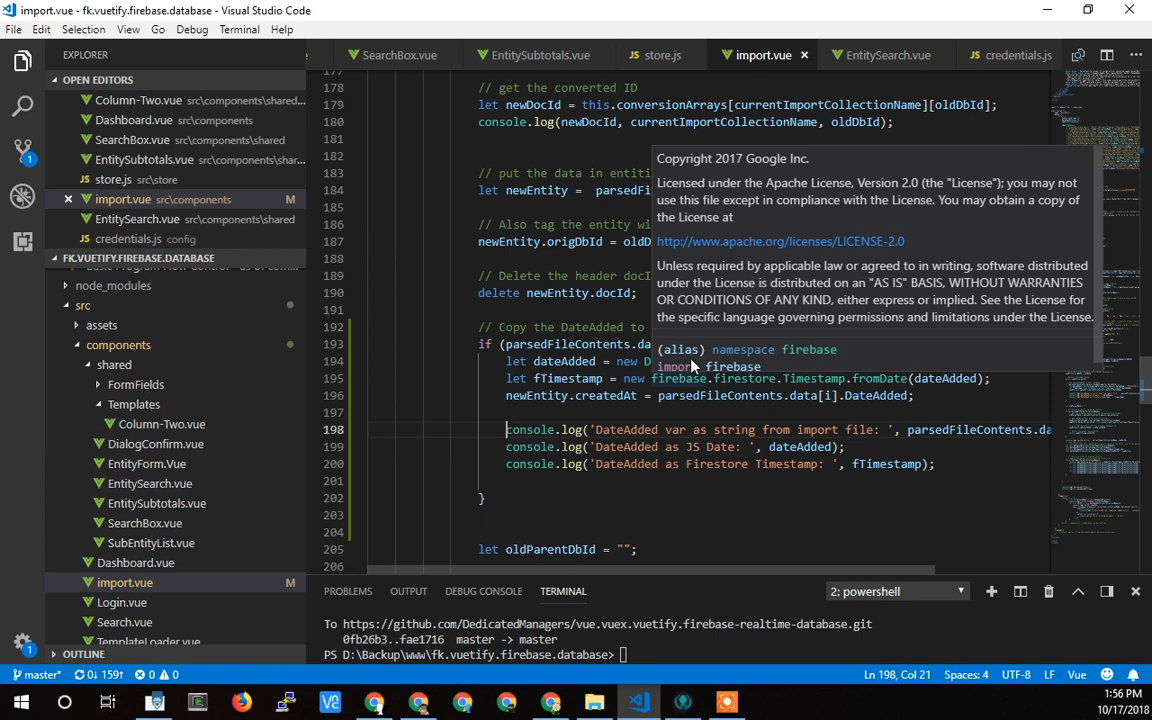 import.vue - fk.vuetify.firebase.database - Visual Studio Code
File Edit Selection View Go Debug Terminal Help
EXPLORER
SearchBox.vue
EntitySubtotals.vue
JS store.js
import.vue
EntitySearch.vue
JS credentials.js
OPEN EDITORS
Column-Two.vue src\components\shared...
Dashboard.vue src\components
SearchBox.vue src\components\shared
EntitySubtotals.vue src\components\shar...
JS store.js src\store
import.vue src\components M
EntitySearch.vue src\components\shared
JS credentials.js config
FK.VUETIFY.FIREBASE.DATABASE
node_modules
src
assets
components
shared
FormFields
Templates
Column-Two.vue
DialogConfirm.vue
EntityForm.Vue
EntitySearch.vue
EntitySubtotals.vue
SearchBox.vue
SubEntityList.vue
Dashboard.vue
import.vue M
Login.vue
Search.vue
TemplateLoader.vue
OUTLINE
177
178 // get the converted ID
179 let newDocId = this.conversionArrays[currentImportCollectionName][oldDbId];
180 console.log(newDocId, currentImportCollectionName, oldDbId);
181
182
183 // put the data in entiti
184 let newEntity = parsedFi
185
186 // Also tag the entity wi
187 newEntity.origDbId = oldD
188
189 // Delete the header docI
190 delete newEntity.docId;
191
192 // Copy the DateAdded to
193 if (parsedFileContents.da
194 let dateAdded = new D
195 let fTimestamp = new firebase.firestore.Timestamp.fromDate(dateAdded);
196 newEntity.createdAt = parsedFileContents.data[i].DateAdded;
197
198 console.log('DateAdded var as string from import file: ', parsedFileContents.da
199 console.log('DateAdded as JS Date: ', dateAdded);
200 console.log('DateAdded as Firestore Timestamp: ', fTimestamp);
201
202 }
203
204
205 let oldParentDbId = "";
206
Copyright 2017 Google Inc.
Licensed under the Apache License, Version 2.0 (the "License"); you may not
use this file except in compliance with the License. You may obtain a copy of
the License at
http://www.apache.org/licenses/LICENSE-2.0
Unless required by applicable law or agreed to in writing, software distributed
under the License is distributed on an "AS IS" BASIS, WITHOUT WARRANTIES
OR CONDITIONS OF ANY KIND, either express or implied. See the License for
the specific language governing permissions and limitations under the License.
(alias) namespace firebase
import firebase
PROBLEMS OUTPUT DEBUG CONSOLE TERMINAL
2: powershell
To https://github.com/DedicatedManagers/vue.vuex.vuetify.firebase-realtime-database.git
0fb26b3..fae1716 master -> master
PS D:\Backup\www\fk.vuetify.firebase.database>
master* 0↓ 159↑ 0 0
Ln 198, Col 21 Spaces: 4 UTF-8 LF Vue
1:56 PM
10/17/2018